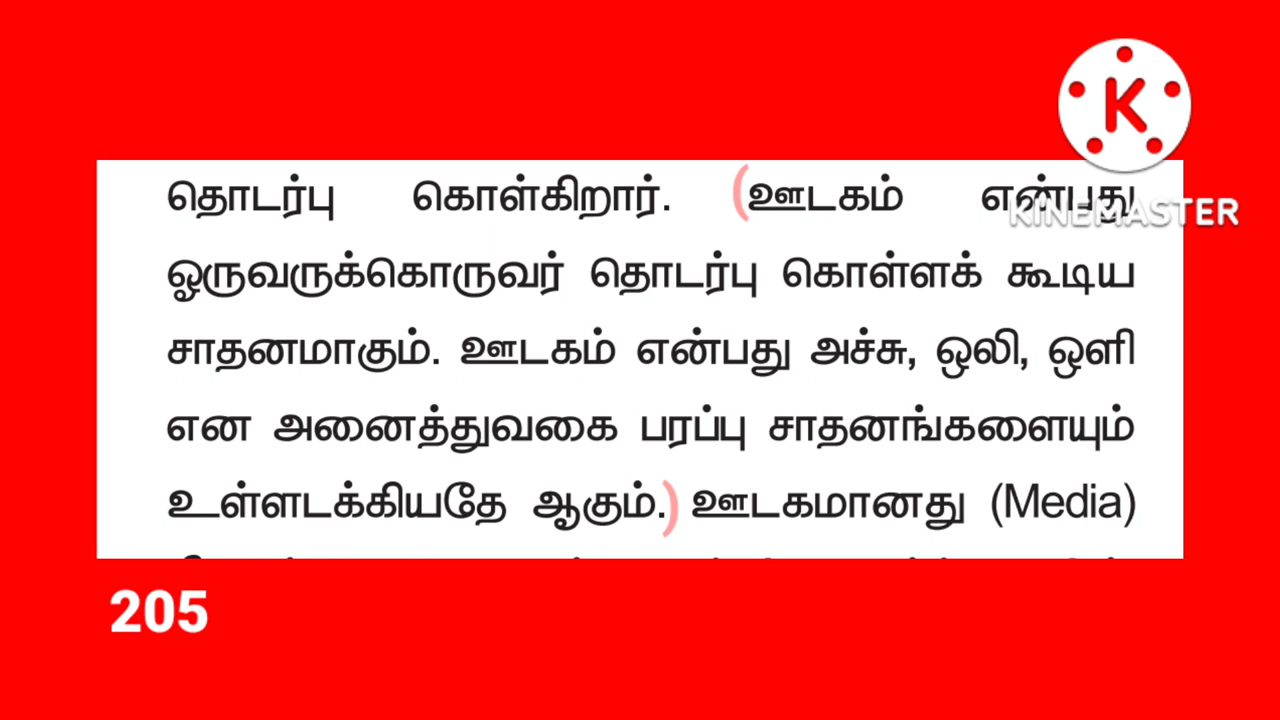 K
தொடர்பு கொள்கிறார். (ஊடகம் என்பது
KINEMASTER
ஒருவருக்கொருவர் தொடர்பு கொள்ளக் கூடிய
சாதனமாகும். ஊடகம் என்பது அச்சு, ஒலி, ஒளி
என அனைத்துவகை பரப்பு சாதனங்களையும்
உள்ளடக்கியதே ஆகும்.) ஊடகமானது (Media)
205